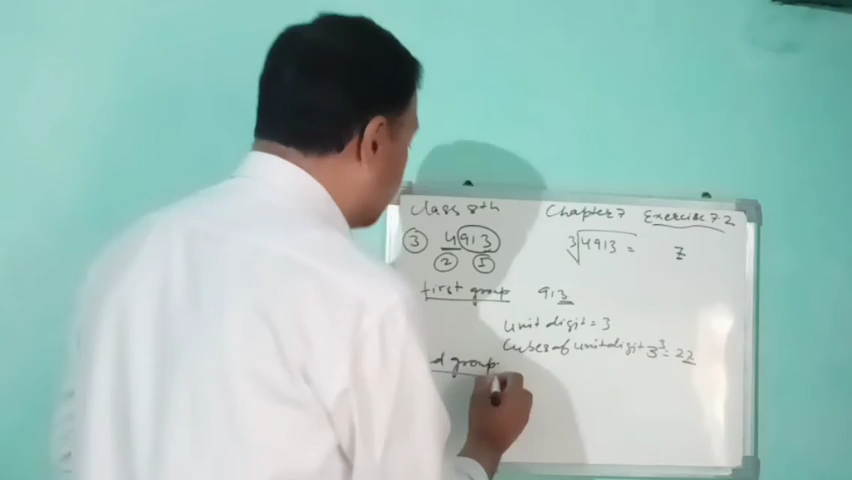 Class 8th Chapter 7 Exercise 7.2
3 4913 ∛4913 = 7
2 1
first group 913
unit digit = 3
Cubes of unit digit 3³ = 27
d group